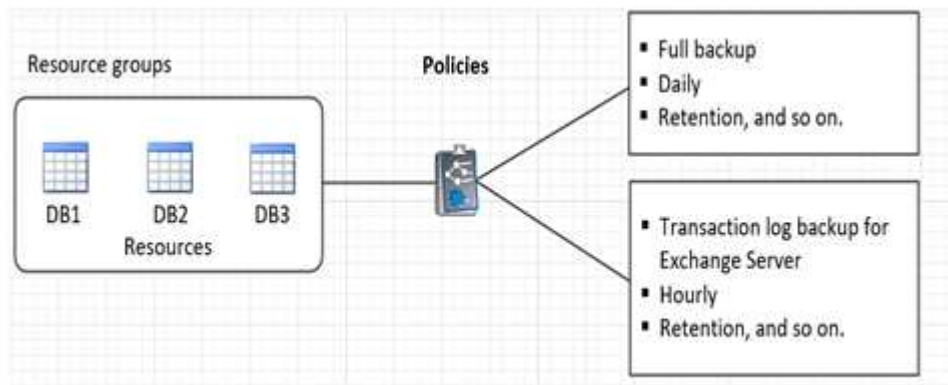 Resource groups
DB1
DB2
DB3
Resources
Policies
▪ Full backup
▪ Daily
▪ Retention, and so on.
▪ Transaction log backup for
Exchange Server
▪ Hourly
▪ Retention, and so on.